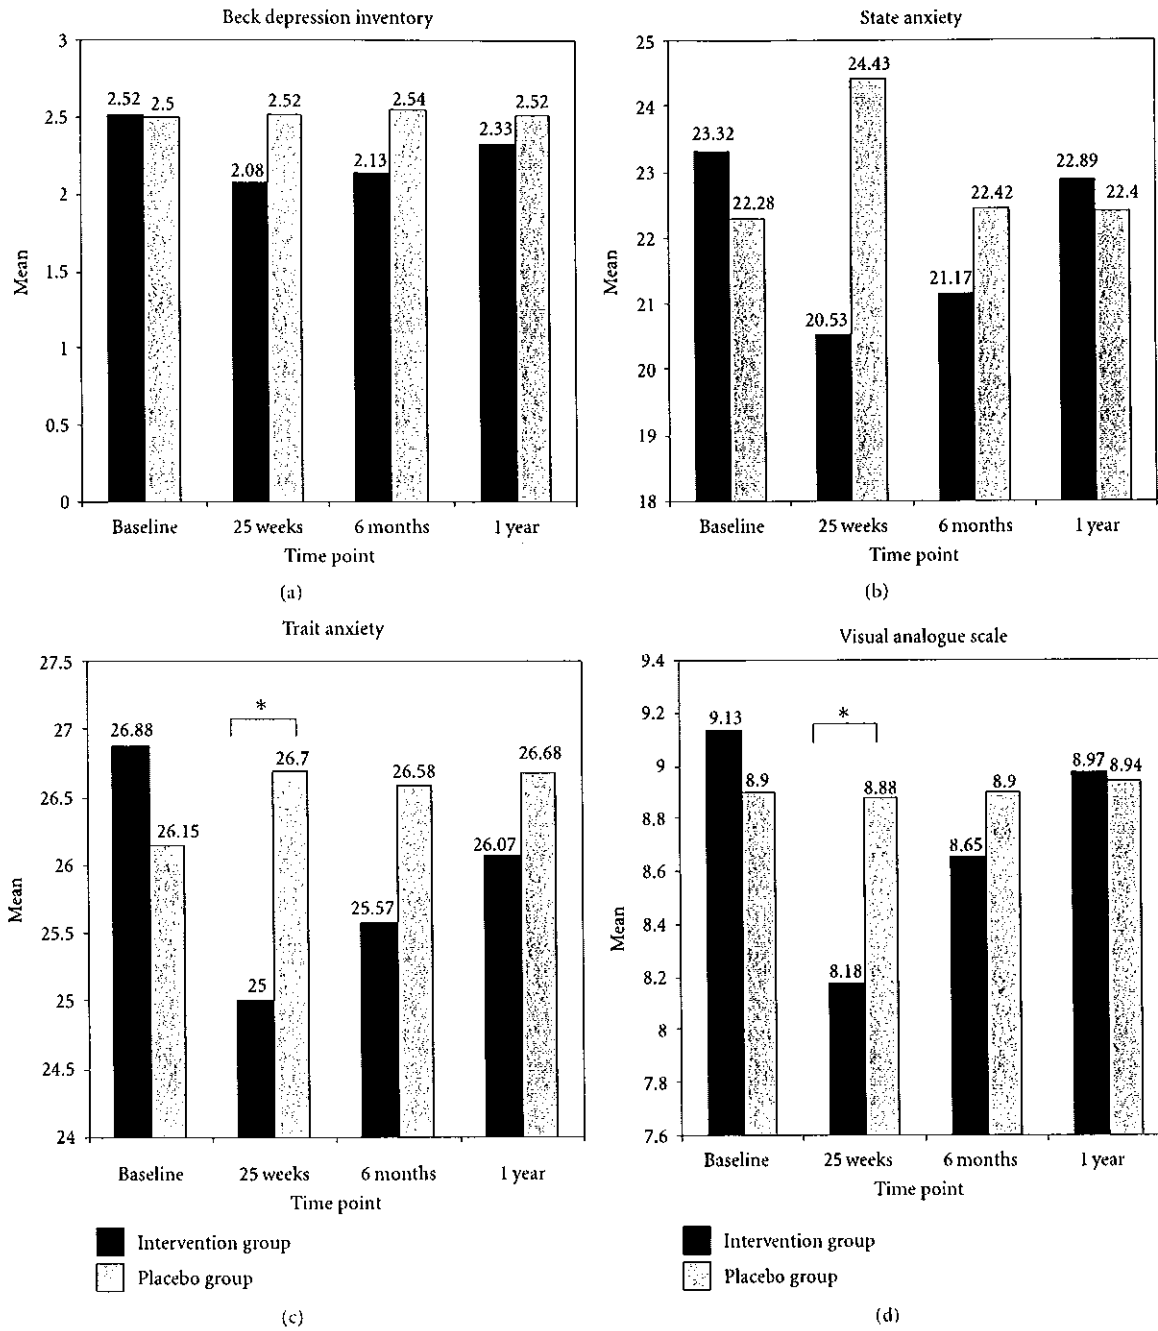 Beck depression inventory
3
2.5
2
1.5
1
0.5
0
Mean
2.52
2.5
2.08
2.52
2.13
2.54
2.33
2.52
Baseline
25 weeks
6 months
1 year
Time point
(a)
State anxiety
25
24
23
22
21
20
19
18
Mean
23.32
22.28
20.53
24.43
21.17
22.42
22.89
22.4
Baseline
25 weeks
6 months
1 year
Time point
(b)
Trait anxiety
27.5
27
26.5
26
25.5
25
24.5
24
Mean
26.88
26.15
25
26.7
*
25.57
26.58
26.07
26.68
Baseline
25 weeks
6 months
1 year
Time point
Intervention group
Placebo group
(c)
Visual analogue scale
9.4
9.2
9
8.8
8.6
8.4
8.2
8
7.8
7.6
Mean
9.13
8.9
8.18
8.88
*
8.65
8.9
8.97
8.94
Baseline
25 weeks
6 months
1 year
Time point
Intervention group
Placebo group
(d)